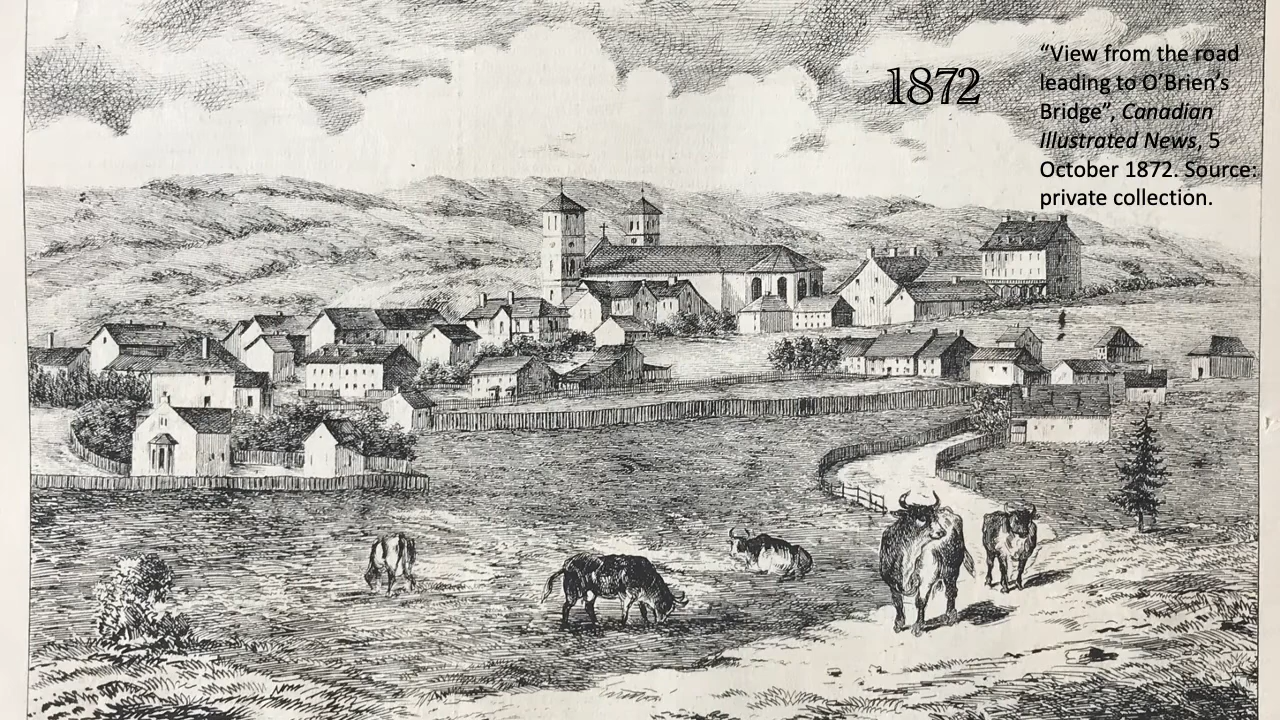 1872
“View from the road
leading to O’Brien’s
Bridge”, Canadian
Illustrated News, 5
October 1872. Source:
private collection.